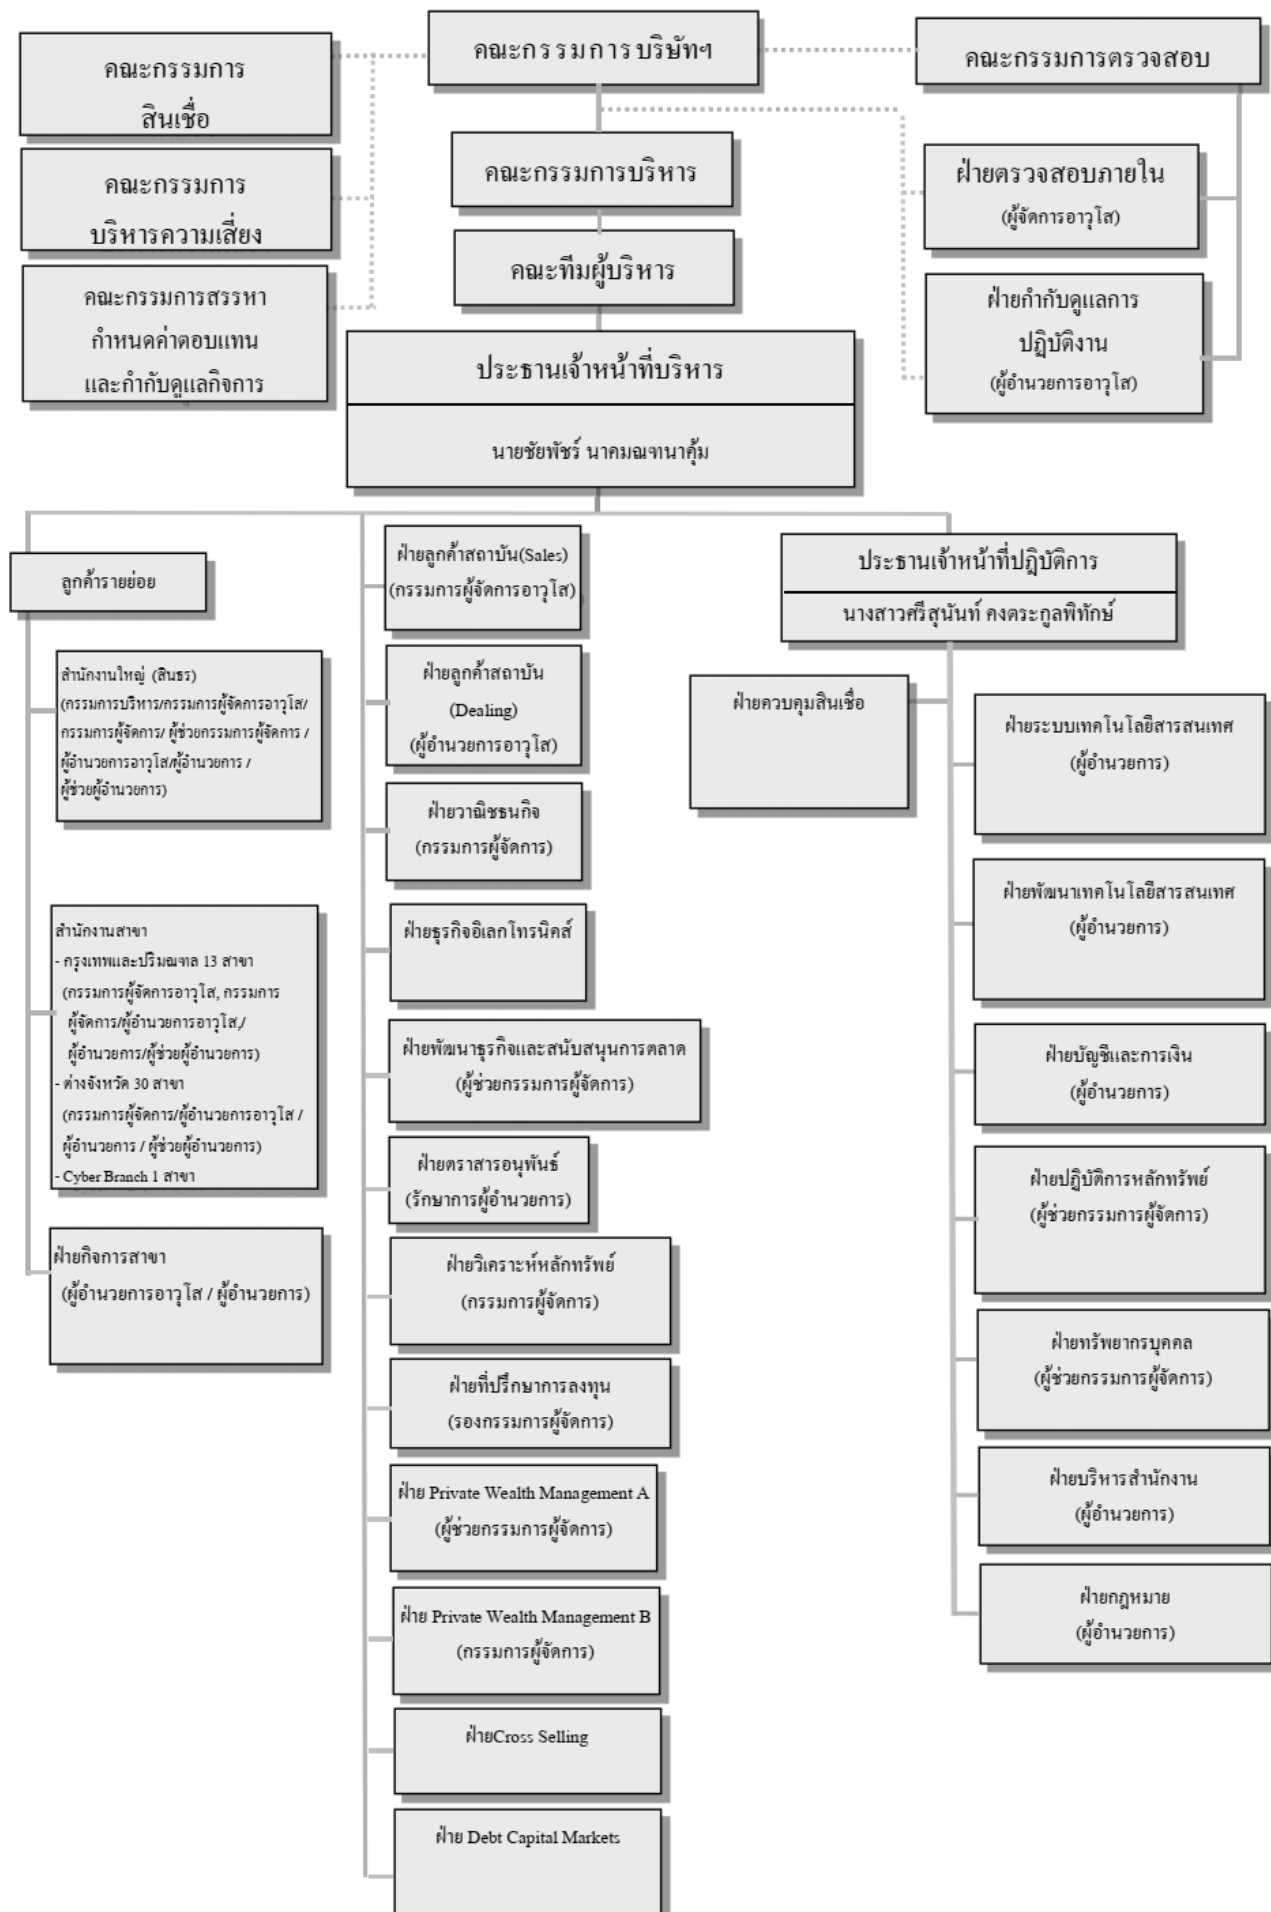 คณะกรรมการบริษัทฯ
คณะกรรมการ
สินเชื่อ
คณะกรรมการตรวจสอบ
คณะกรรมการ
บริหารความเสี่ยง
คณะกรรมการบริหาร
ฝ่ายตรวจสอบภายใน
(ผู้จัดการอาวุโส)
คณะทีมผู้บริหาร
คณะกรรมการสรรหา
กำหนดค่าตอบแทน
และกำกับดูแลกิจการ
ฝ่ายกำกับดูแลการ
ปฏิบัติงาน
(ผู้อำนวยการอาวุโส)
ประธานเจ้าหน้าที่บริหาร
นายชัยพัชร์ นาคมณฑนาคุ้ม
ลูกค้ารายย่อย
สำนักงานใหญ่ (สินธร)
(กรรมการบริหาร/กรรมการผู้จัดการอาวุโส/
กรรมการผู้จัดการ/ ผู้ช่วยกรรมการผู้จัดการ /
ผู้อำนวยการอาวุโส/ผู้อำนวยการ /
ผู้ช่วยผู้อำนวยการ)
สำนักงานสาขา
- กรุงเทพและปริมณฑล 13 สาขา
(กรรมการผู้จัดการอาวุโส, กรรมการ
ผู้จัดการ/ผู้อำนวยการอาวุโส,/
ผู้อำนวยการ/ผู้ช่วยผู้อำนวยการ)
- ต่างจังหวัด 30 สาขา
(กรรมการผู้จัดการ/ผู้อำนวยการอาวุโส /
ผู้อำนวยการ / ผู้ช่วยผู้อำนวยการ)
- Cyber Branch 1 สาขา
ฝ่ายกิจการสาขา
(ผู้อำนวยการอาวุโส / ผู้อำนวยการ)
ฝ่ายลูกค้าสถาบัน(Sales)
(กรรมการผู้จัดการอาวุโส)
ฝ่ายลูกค้าสถาบัน
(Dealing)
(ผู้อำนวยการอาวุโส)
ฝ่ายวาณิชธนกิจ
(กรรมการผู้จัดการ)
ฝ่ายธุรกิจอิเลกโทรนิคส์
ฝ่ายพัฒนาธุรกิจและสนับสนุนการตลาด
(ผู้ช่วยกรรมการผู้จัดการ)
ฝ่ายตราสารอนุพันธ์
(รักษาการผู้อำนวยการ)
ฝ่ายวิเคราะห์หลักทรัพย์
(กรรมการผู้จัดการ)
ฝ่ายที่ปรึกษาการลงทุน
(รองกรรมการผู้จัดการ)
ฝ่าย Private Wealth Management A
(ผู้ช่วยกรรมการผู้จัดการ)
ฝ่าย Private Wealth Management B
(กรรมการผู้จัดการ)
ฝ่ายCross Selling
ฝ่าย Debt Capital Markets
ประธานเจ้าหน้าที่ปฎิบัติการ
นางสาวศรีสุนันท์ คงตระกูลพิทักษ์
ฝ่ายควบคุมสินเชื่อ
ฝ่ายระบบเทคโนโลยีสารสนเทศ
(ผู้อำนวยการ)
ฝ่ายพัฒนาเทคโนโลยีสารสนเทศ
(ผู้อำนวยการ)
ฝ่ายบัญชีและการเงิน
(ผู้อำนวยการ)
ฝ่ายปฏิบัติการหลักทรัพย์
(ผู้ช่วยกรรมการผู้จัดการ)
ฝ่ายทรัพยากรบุคคล
(ผู้ช่วยกรรมการผู้จัดการ)
ฝ่ายบริหารสำนักงาน
(ผู้อำนวยการ)
ฝ่ายกฎหมาย
(ผู้อำนวยการ)